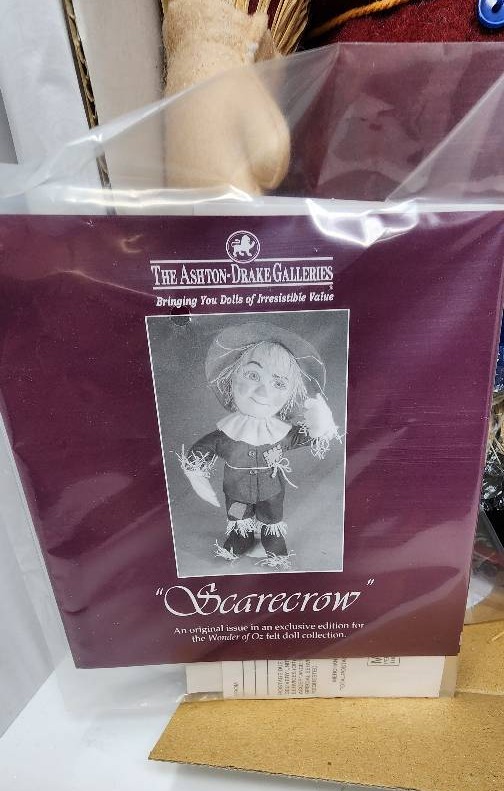 THE ASHTON-DRAKE GALLERIES
Bringing You Dolls of Irresistible Value
"Scarecrow"
An original issue in an exclusive edition for
the Wonder of Oz felt doll collection.
FROM